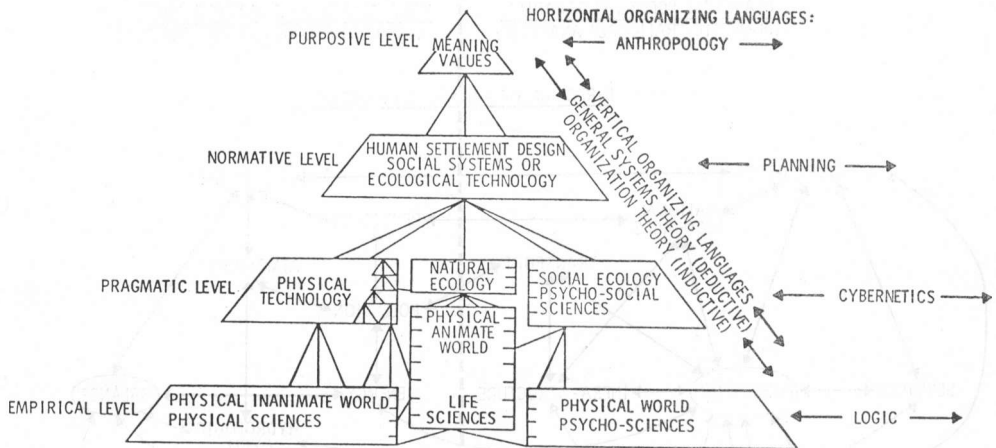 HORIZONTAL ORGANIZING LANGUAGES:
PURPOSIVE LEVEL
MEANING
VALUES
ANTHROPOLOGY
VERTICAL ORGANIZING LANGUAGES
GENERAL SYSTEMS THEORY (DEDUCTIVE)
ORGANIZATION THEORY (INDUCTIVE)
NORMATIVE LEVEL
HUMAN SETTLEMENT DESIGN
SOCIAL SYSTEMS OR
ECOLOGICAL TECHNOLOGY
PLANNING
PRAGMATIC LEVEL
PHYSICAL
TECHNOLOGY
NATURAL
ECOLOGY
SOCIAL ECOLOGY
PSYCHO-SOCIAL
SCIENCES
CYBERNETICS
PHYSICAL
ANIMATE
WORLD
EMPIRICAL LEVEL
PHYSICAL INANIMATE WORLD
PHYSICAL SCIENCES
LIFE
SCIENCES
PHYSICAL WORLD
PSYCHO-SCIENCES
LOGIC